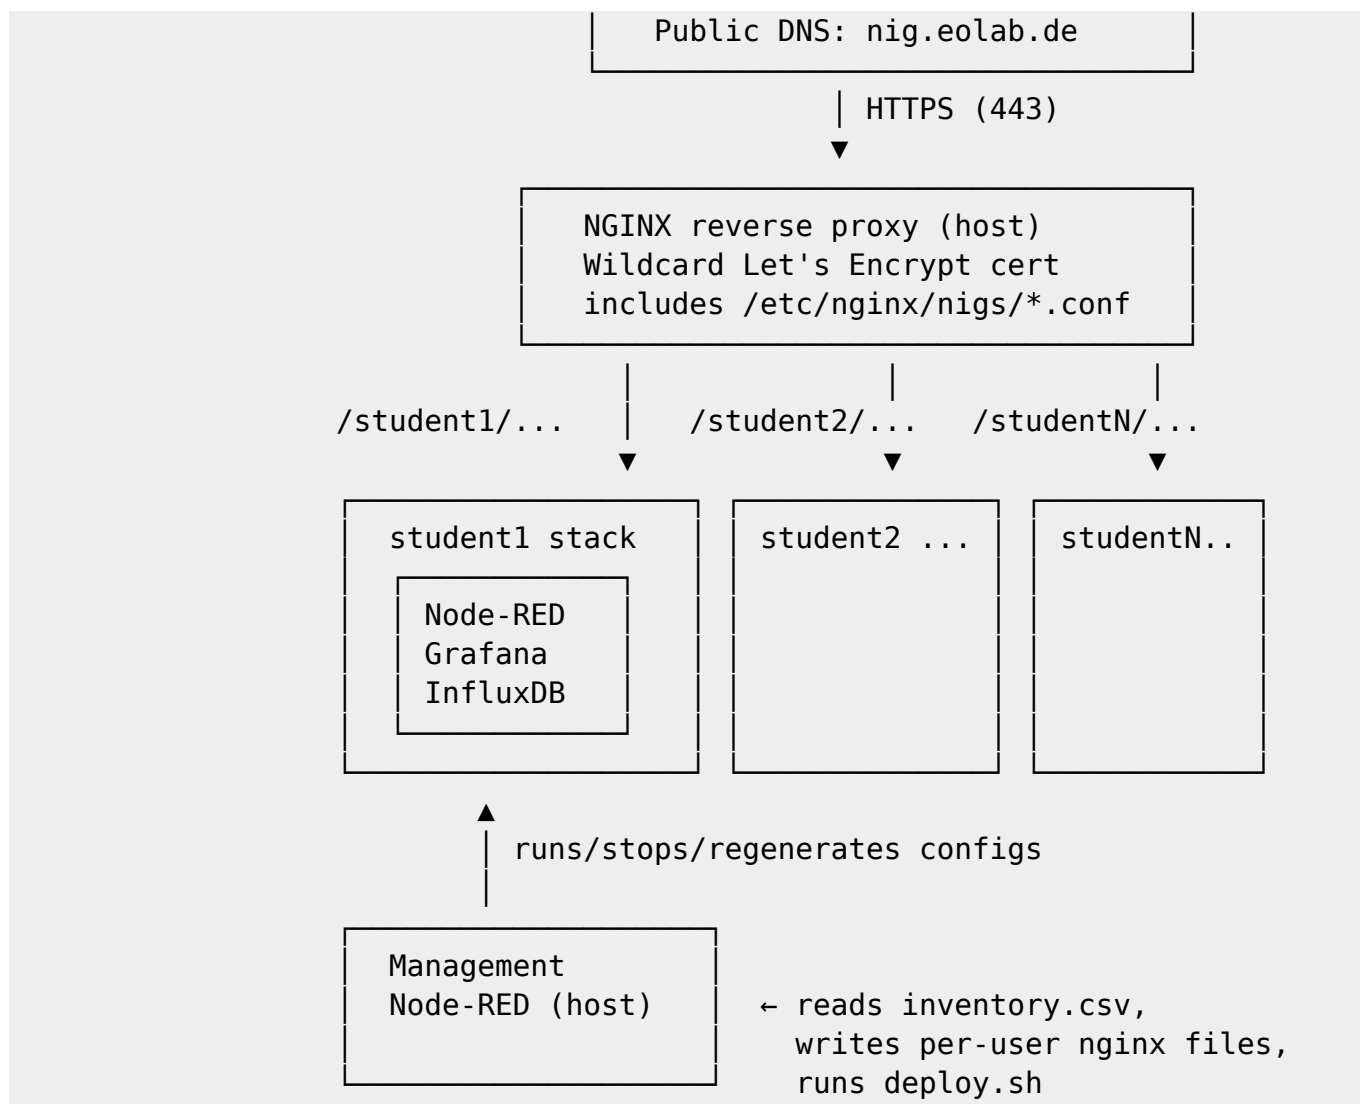 Public DNS: nig.eolab.de
HTTPS (443)
NGINX reverse proxy (host)
Wildcard Let's Encrypt cert
includes /etc/nginx/nigs/*.conf
/student1/... /student2/... /studentN/...
student1 stack student2 ... studentN..
Node-RED
Grafana
InfluxDB
runs/stops/regenerates configs
Management
Node-RED (host) ← reads inventory.csv,
writes per-user nginx files,
runs deploy.sh